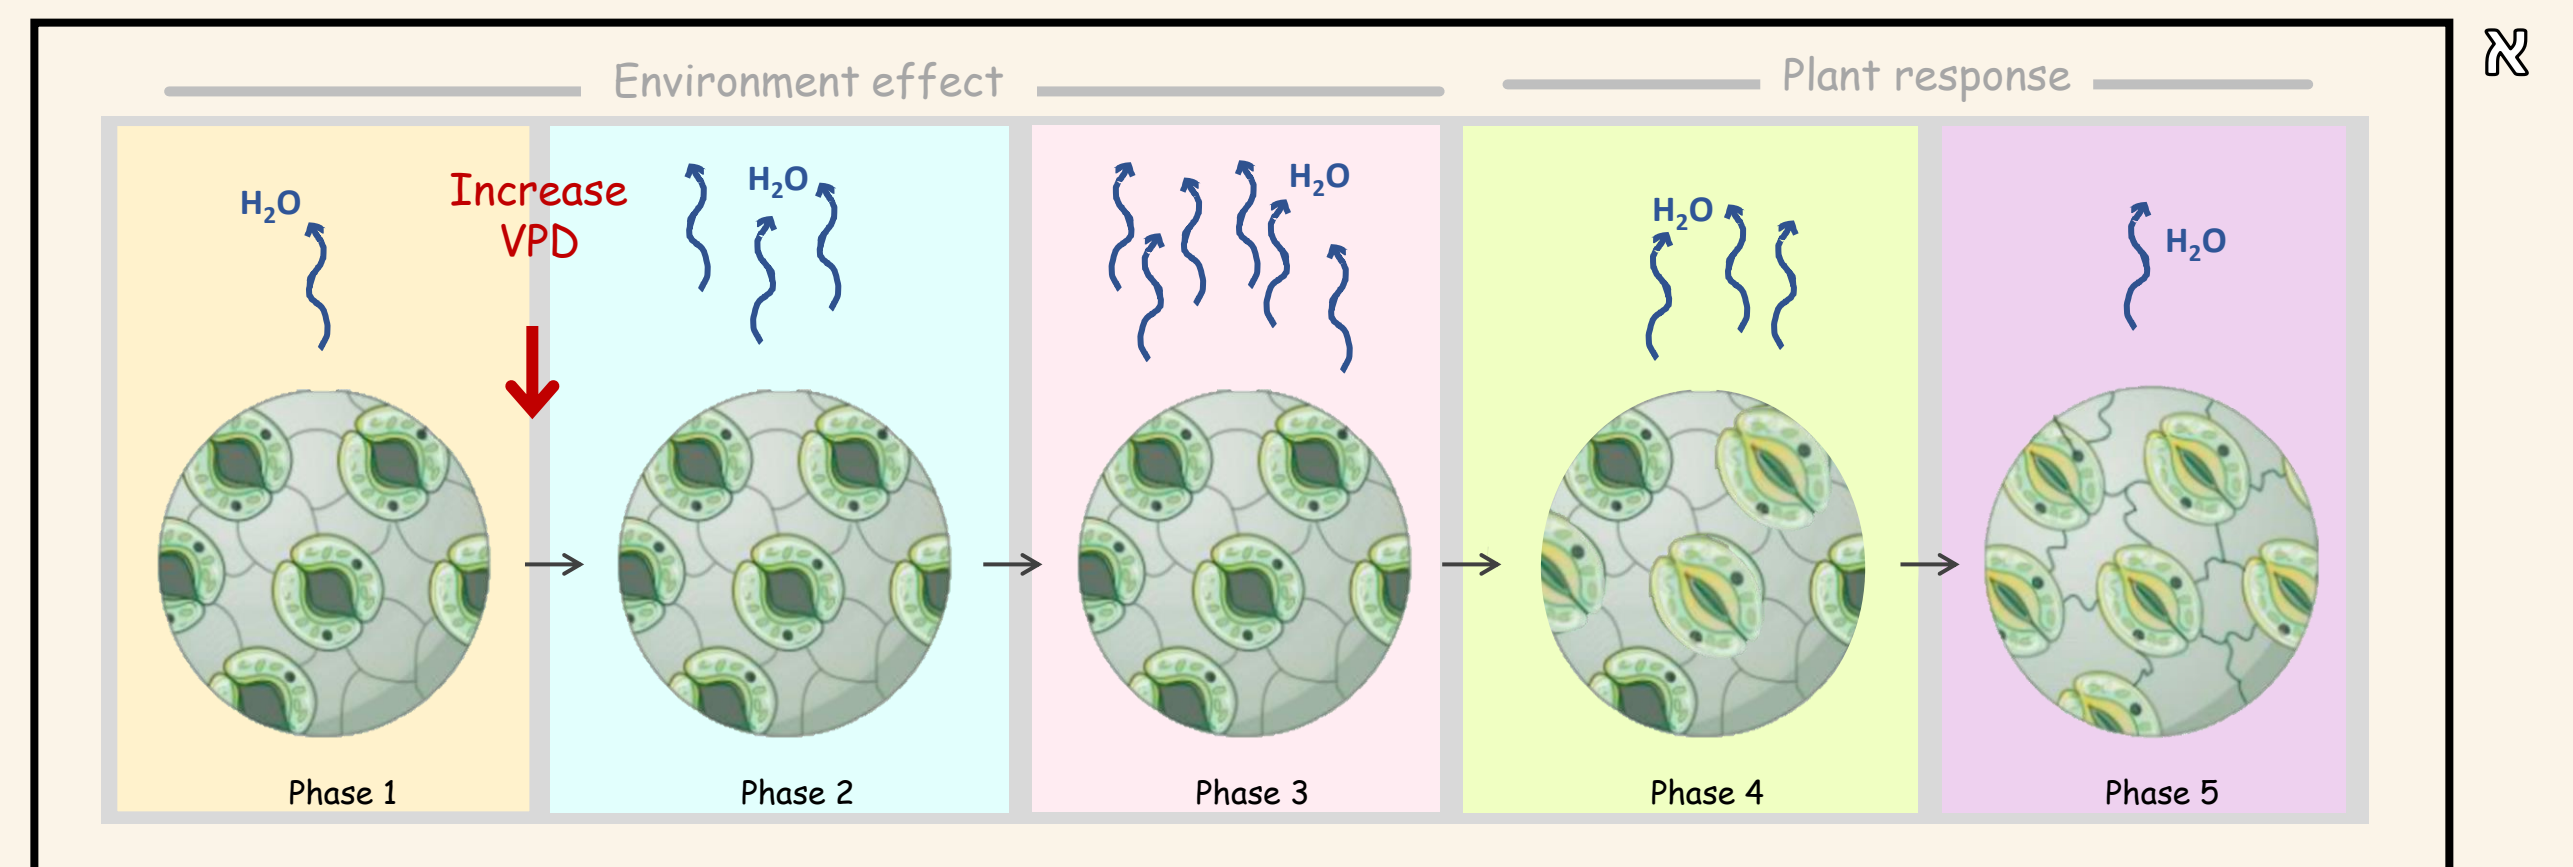 א
Environment effect
Plant response
H₂O
Increase
VPD
H₂O
H₂O
H₂O
H₂O
Phase 1
Phase 2
Phase 3
Phase 4
Phase 5